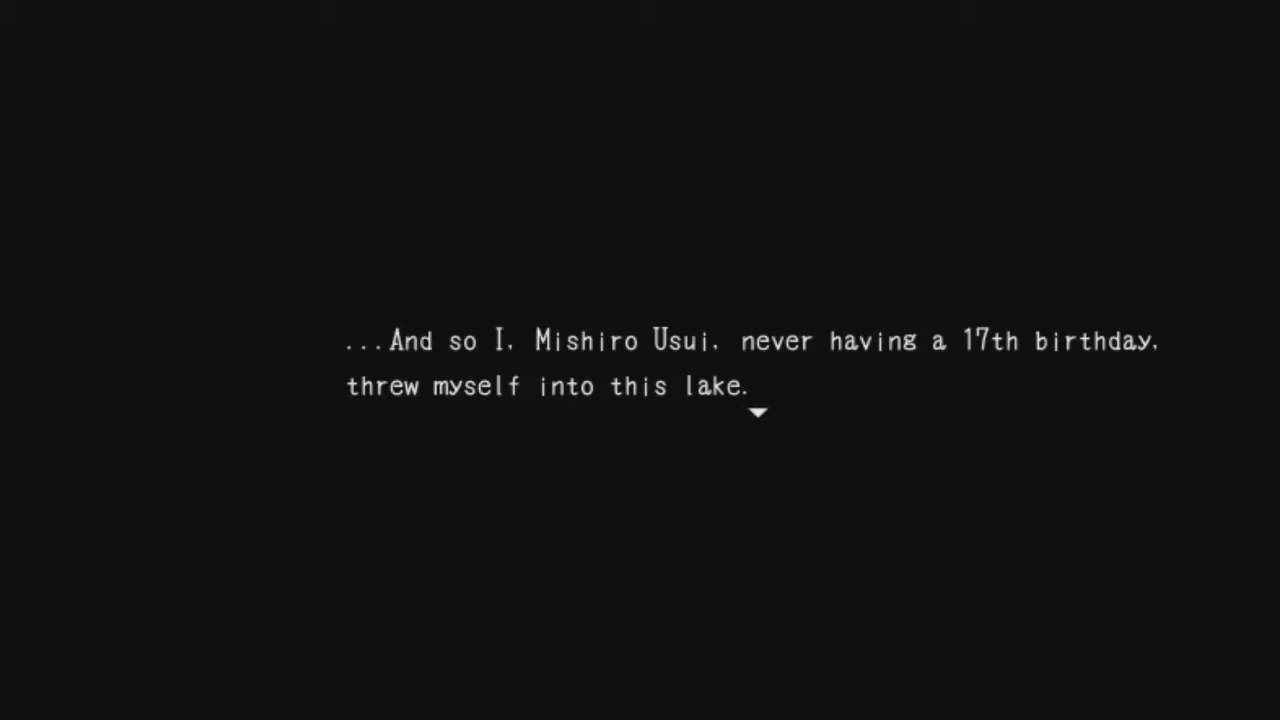 ...And so I, Mishiro Usui, never having a 17th birthday,
threw myself into this lake.